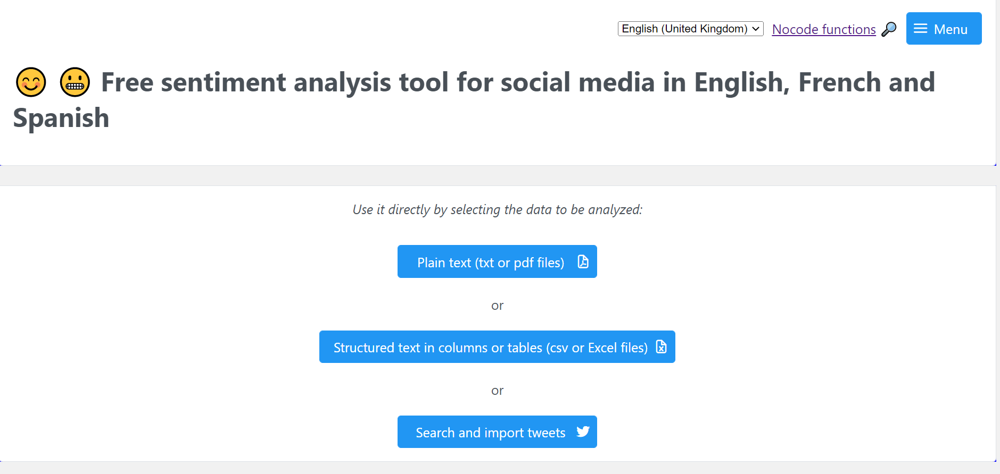 English (United Kingdom) Nocode functions Menu
Free sentiment analysis tool for social media in English, French and
Spanish
Use it directly by selecting the data to be analyzed:
Plain text (txt or pdf files)
or
Structured text in columns or tables (csv or Excel files)
or
Search and import tweets